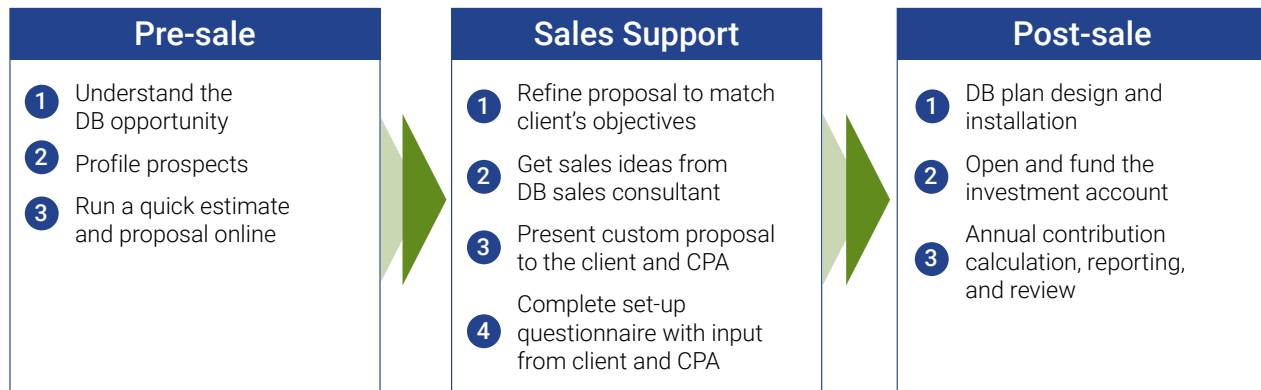 Pre-sale
1 Understand the
DB opportunity
2 Profile prospects
3 Run a quick estimate
and proposal online
Sales Support
1 Refine proposal to match
client's objectives
2 Get sales ideas from
DB sales consultant
3 Present custom proposal
to the client and CPA
4 Complete set-up
questionnaire with input
from client and CPA
Post-sale
1 DB plan design and
installation
2 Open and fund the
investment account
3 Annual contribution
calculation, reporting,
and review